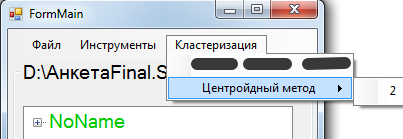 FormMain
Файл Инструменты Кластеризация
D:\АнкетаFinal.S
Центройдный метод 2
NoName